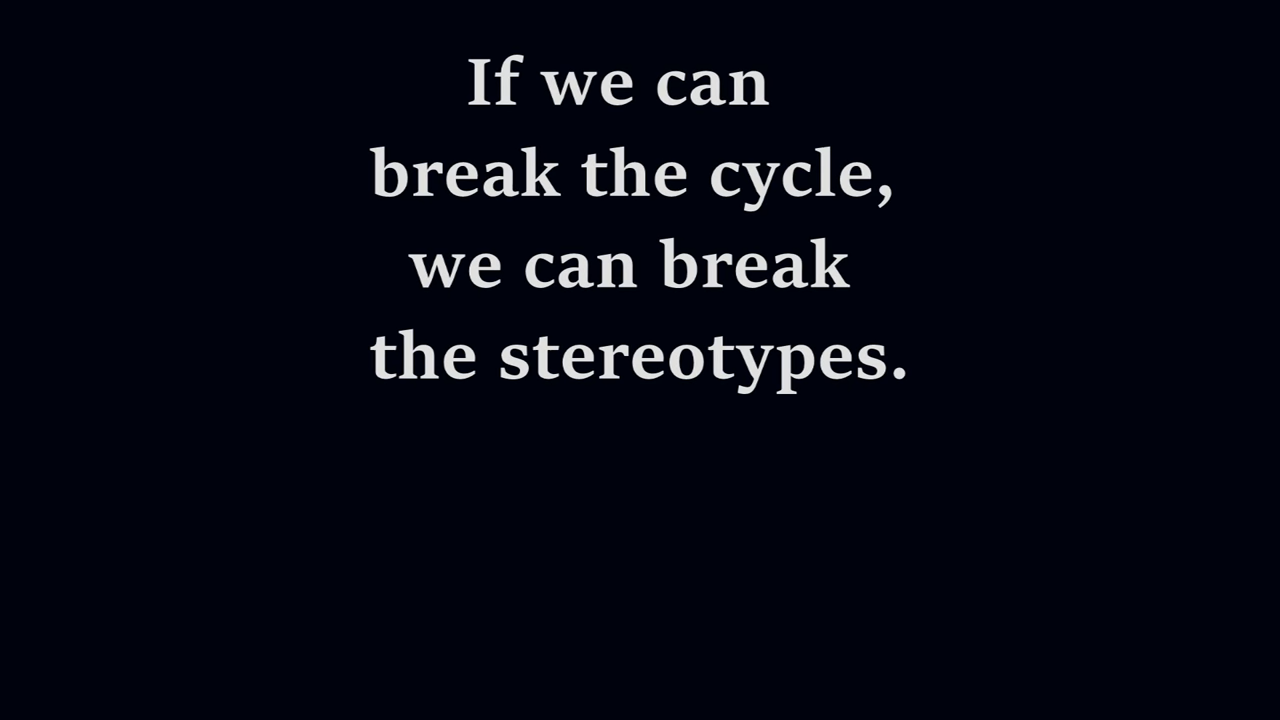 If we can
break the cycle,
we can break
the stereotypes.